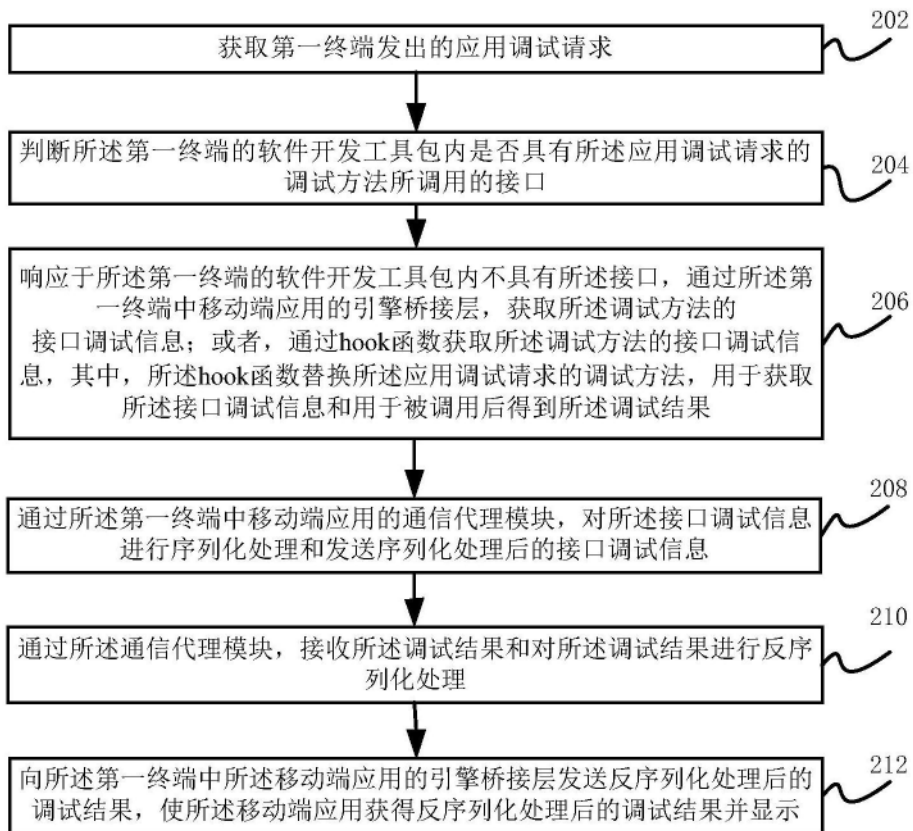 获取第一终端发出的应用调试请求
202
判断所述第一终端的软件开发工具包内是否具有所述应用调试请求的
调试方法所调用的接口
204
响应于所述第一终端的软件开发工具包内不具有所述接口，通过所述第
一终端中移动端应用的引擎桥接层，获取所述调试方法的
接口调试信息；或者，通过hook函数获取所述调试方法的接口调试信
息，其中，所述hook函数替换所述应用调试请求的调试方法，用于获取
所述接口调试信息和用于被调用后得到所述调试结果
206
通过所述第一终端中移动端应用的通信代理模块，对所述接口调试信息
进行序列化处理和发送序列化处理后的接口调试信息
208
通过所述通信代理模块，接收所述调试结果和对所述调试结果进行反序
列化处理
210
向所述第一终端中所述移动端应用的引擎桥接层发送反序列化处理后的
调试结果，使所述移动端应用获得反序列化处理后的调试结果并显示
212